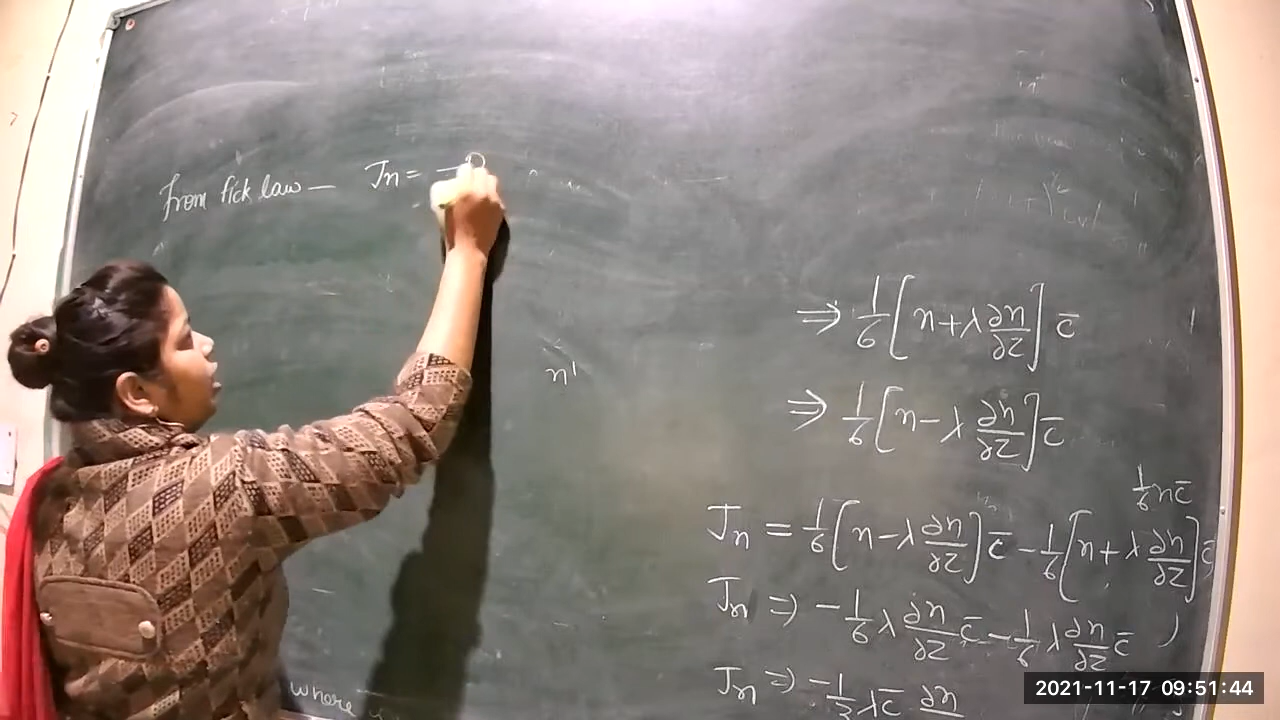 From Fick law — Jn = —D
n'
⇒ 1/6 [n + λ ∂n/∂z] c̄
⇒ 1/6 [n − λ ∂n/∂z] c̄
1/6 n c̄
Jn = 1/6 [n − λ ∂n/∂z] c̄ − 1/6 [n + λ ∂n/∂z] c̄
Jn ⇒ − 1/6 λ ∂n/∂z c̄ − 1/6 λ ∂n/∂z c̄
Jn ⇒ − 1/3 λ c̄ ∂n
where
2021-11-17 09:51:44